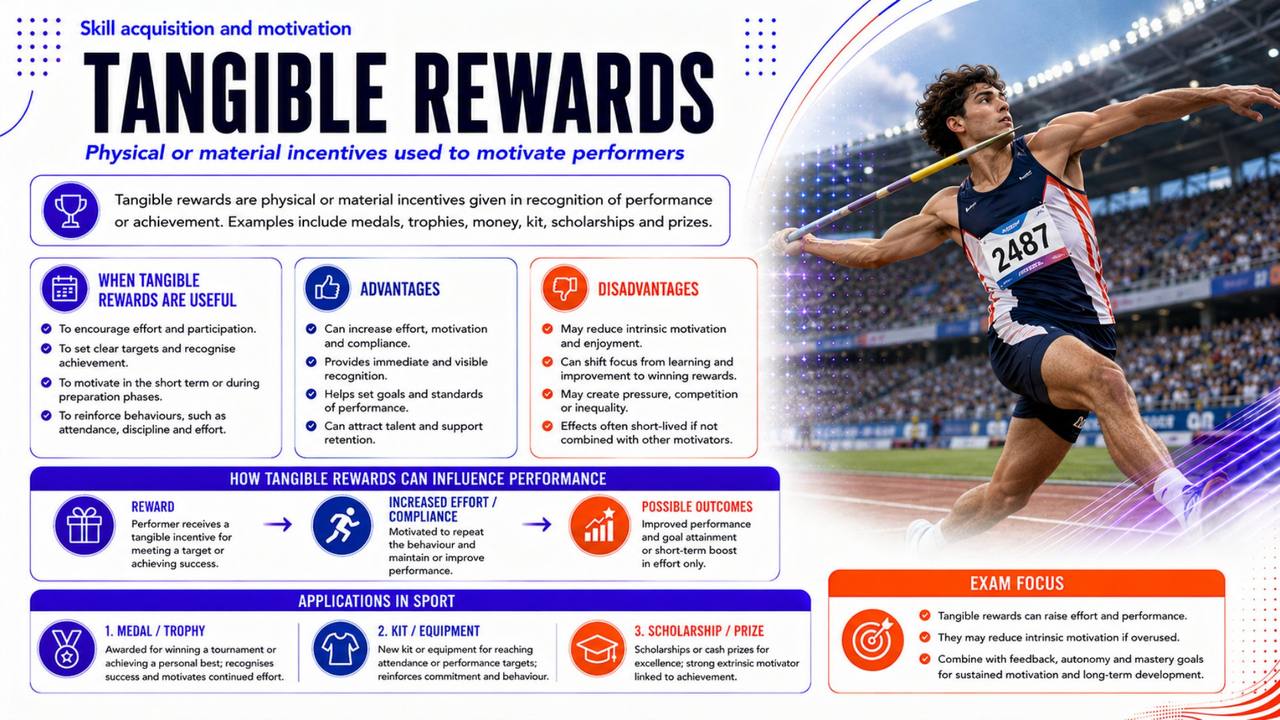 Skill acquisition and motivation
TANGIBLE REWARDS
Physical or material incentives used to motivate performers
Tangible rewards are physical or material incentives given in recognition of performance
or achievement. Examples include medals, trophies, money, kit, scholarships and prizes.
WHEN TANGIBLE
REWARDS ARE USEFUL
To encourage effort and participation.
To set clear targets and recognise
achievement.
To motivate in the short term or during
preparation phases.
To reinforce behaviours, such as
attendance, discipline and effort.
ADVANTAGES
Can increase effort, motivation
and compliance.
Provides immediate and visible
recognition.
Helps set goals and standards
of performance.
Can attract talent and support
retention.
DISADVANTAGES
May reduce intrinsic motivation
and enjoyment.
Can shift focus from learning and
improvement to winning rewards.
May create pressure, competition
or inequality.
Effects often short-lived if not
combined with other motivators.
2487
HOW TANGIBLE REWARDS CAN INFLUENCE PERFORMANCE
REWARD
Performer receives a
tangible incentive for
meeting a target or
achieving success.
INCREASED EFFORT /
COMPLIANCE
Motivated to repeat
the behaviour and
maintain or improve
performance.
POSSIBLE OUTCOMES
Improved performance
and goal attainment
or short-term boost
in effort only.
APPLICATIONS IN SPORT
1. MEDAL / TROPHY
Awarded for winning a tournament or
achieving a personal best; recognises
success and motivates continued effort.
2. KIT / EQUIPMENT
New kit or equipment for reaching
attendance or performance targets;
reinforces commitment and behaviour.
3. SCHOLARSHIP / PRIZE
Scholarships or cash prizes for
excellence; strong extrinsic motivator
linked to achievement.
EXAM FOCUS
Tangible rewards can raise effort and performance.
They may reduce intrinsic motivation if overused.
Combine with feedback, autonomy and mastery goals
for sustained motivation and long-term development.